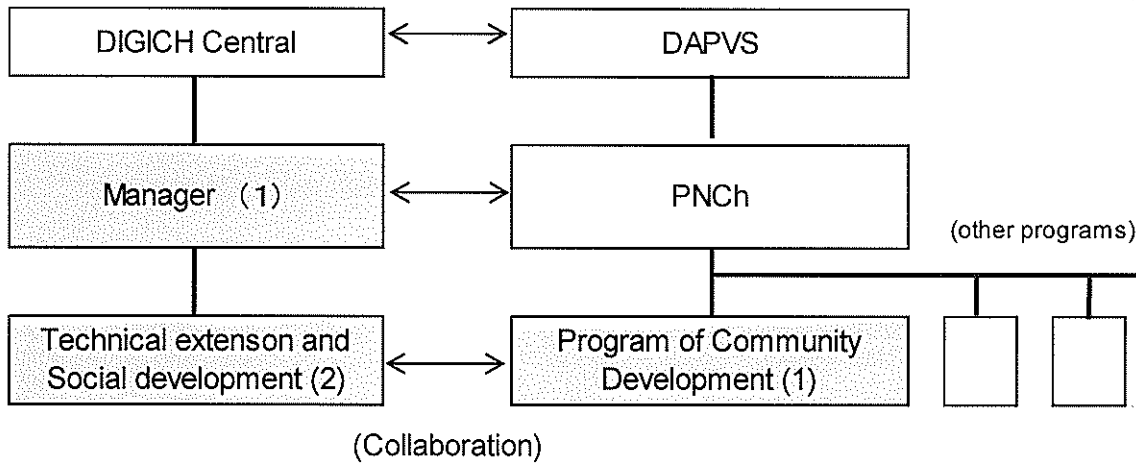 DIGICH Central
DAPVS
Manager (1)
PNCh
(other programs)
Technical extenson and
Social development (2)
Program of Community
Development (1)
(Collaboration)